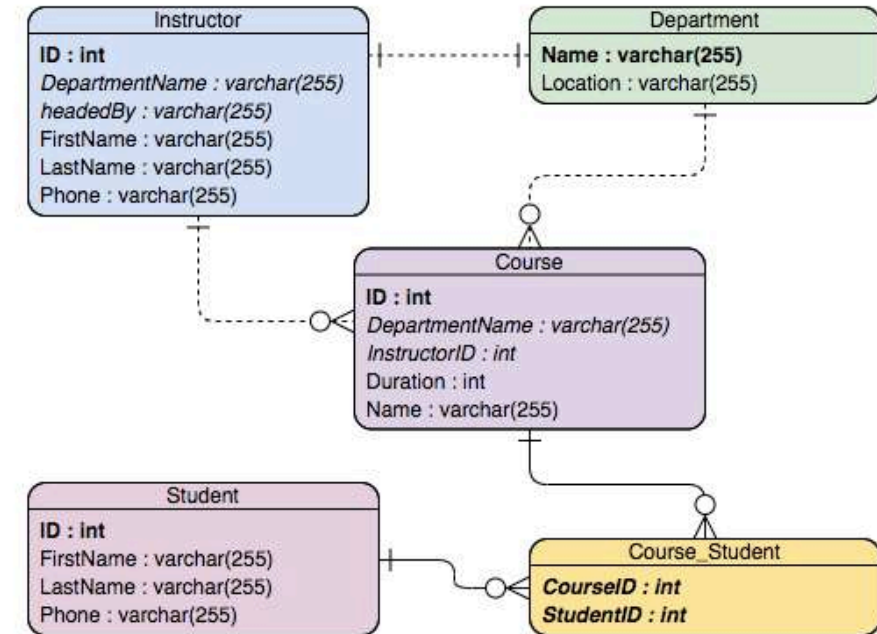 Instructor
ID : int
DepartmentName : varchar(255)
headedBy : varchar(255)
FirstName : varchar(255)
LastName : varchar(255)
Phone : varchar(255)
Department
Name : varchar(255)
Location : varchar(255)
Course
ID : int
DepartmentName : varchar(255)
InstructorID : int
Duration : int
Name : varchar(255)
Student
ID : int
FirstName : varchar(255)
LastName : varchar(255)
Phone : varchar(255)
Course_Student
CourseID : int
StudentID : int